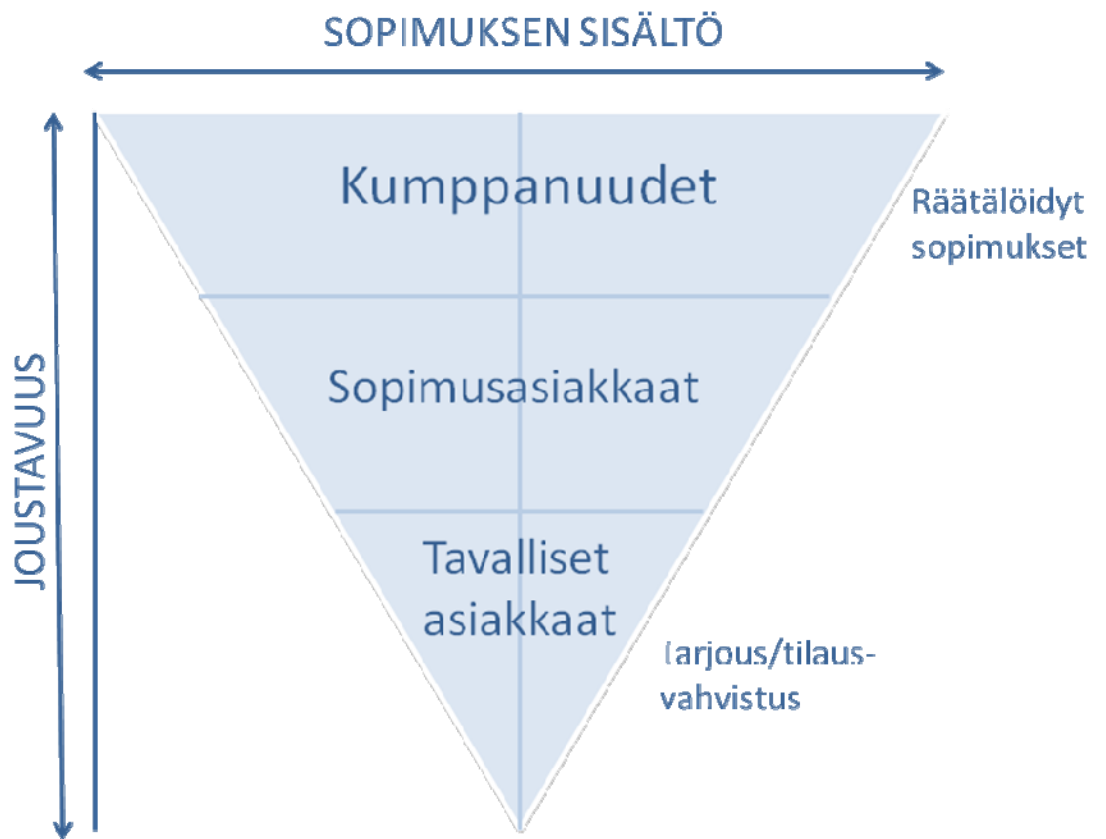 SOPIMUKSEN SISÄLTÖ
Kumppanuudet
Räätälöidyt
sopimukset
JOUSTAVUUS
Sopimusasiakkaat
Tavalliset
asiakkaat
Tarjous/tilaus-
vahvistus